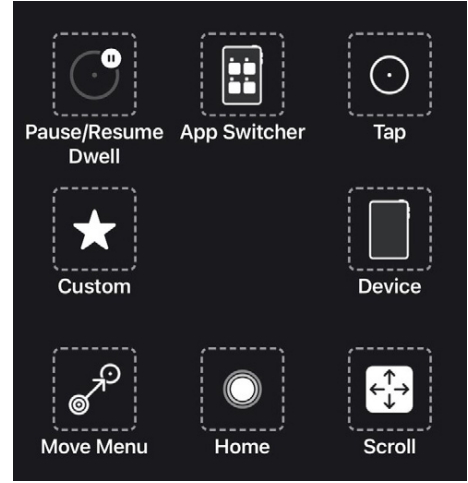 Pause/Resume App Switcher Tap
Dwell
Custom Device
Move Menu Home Scroll